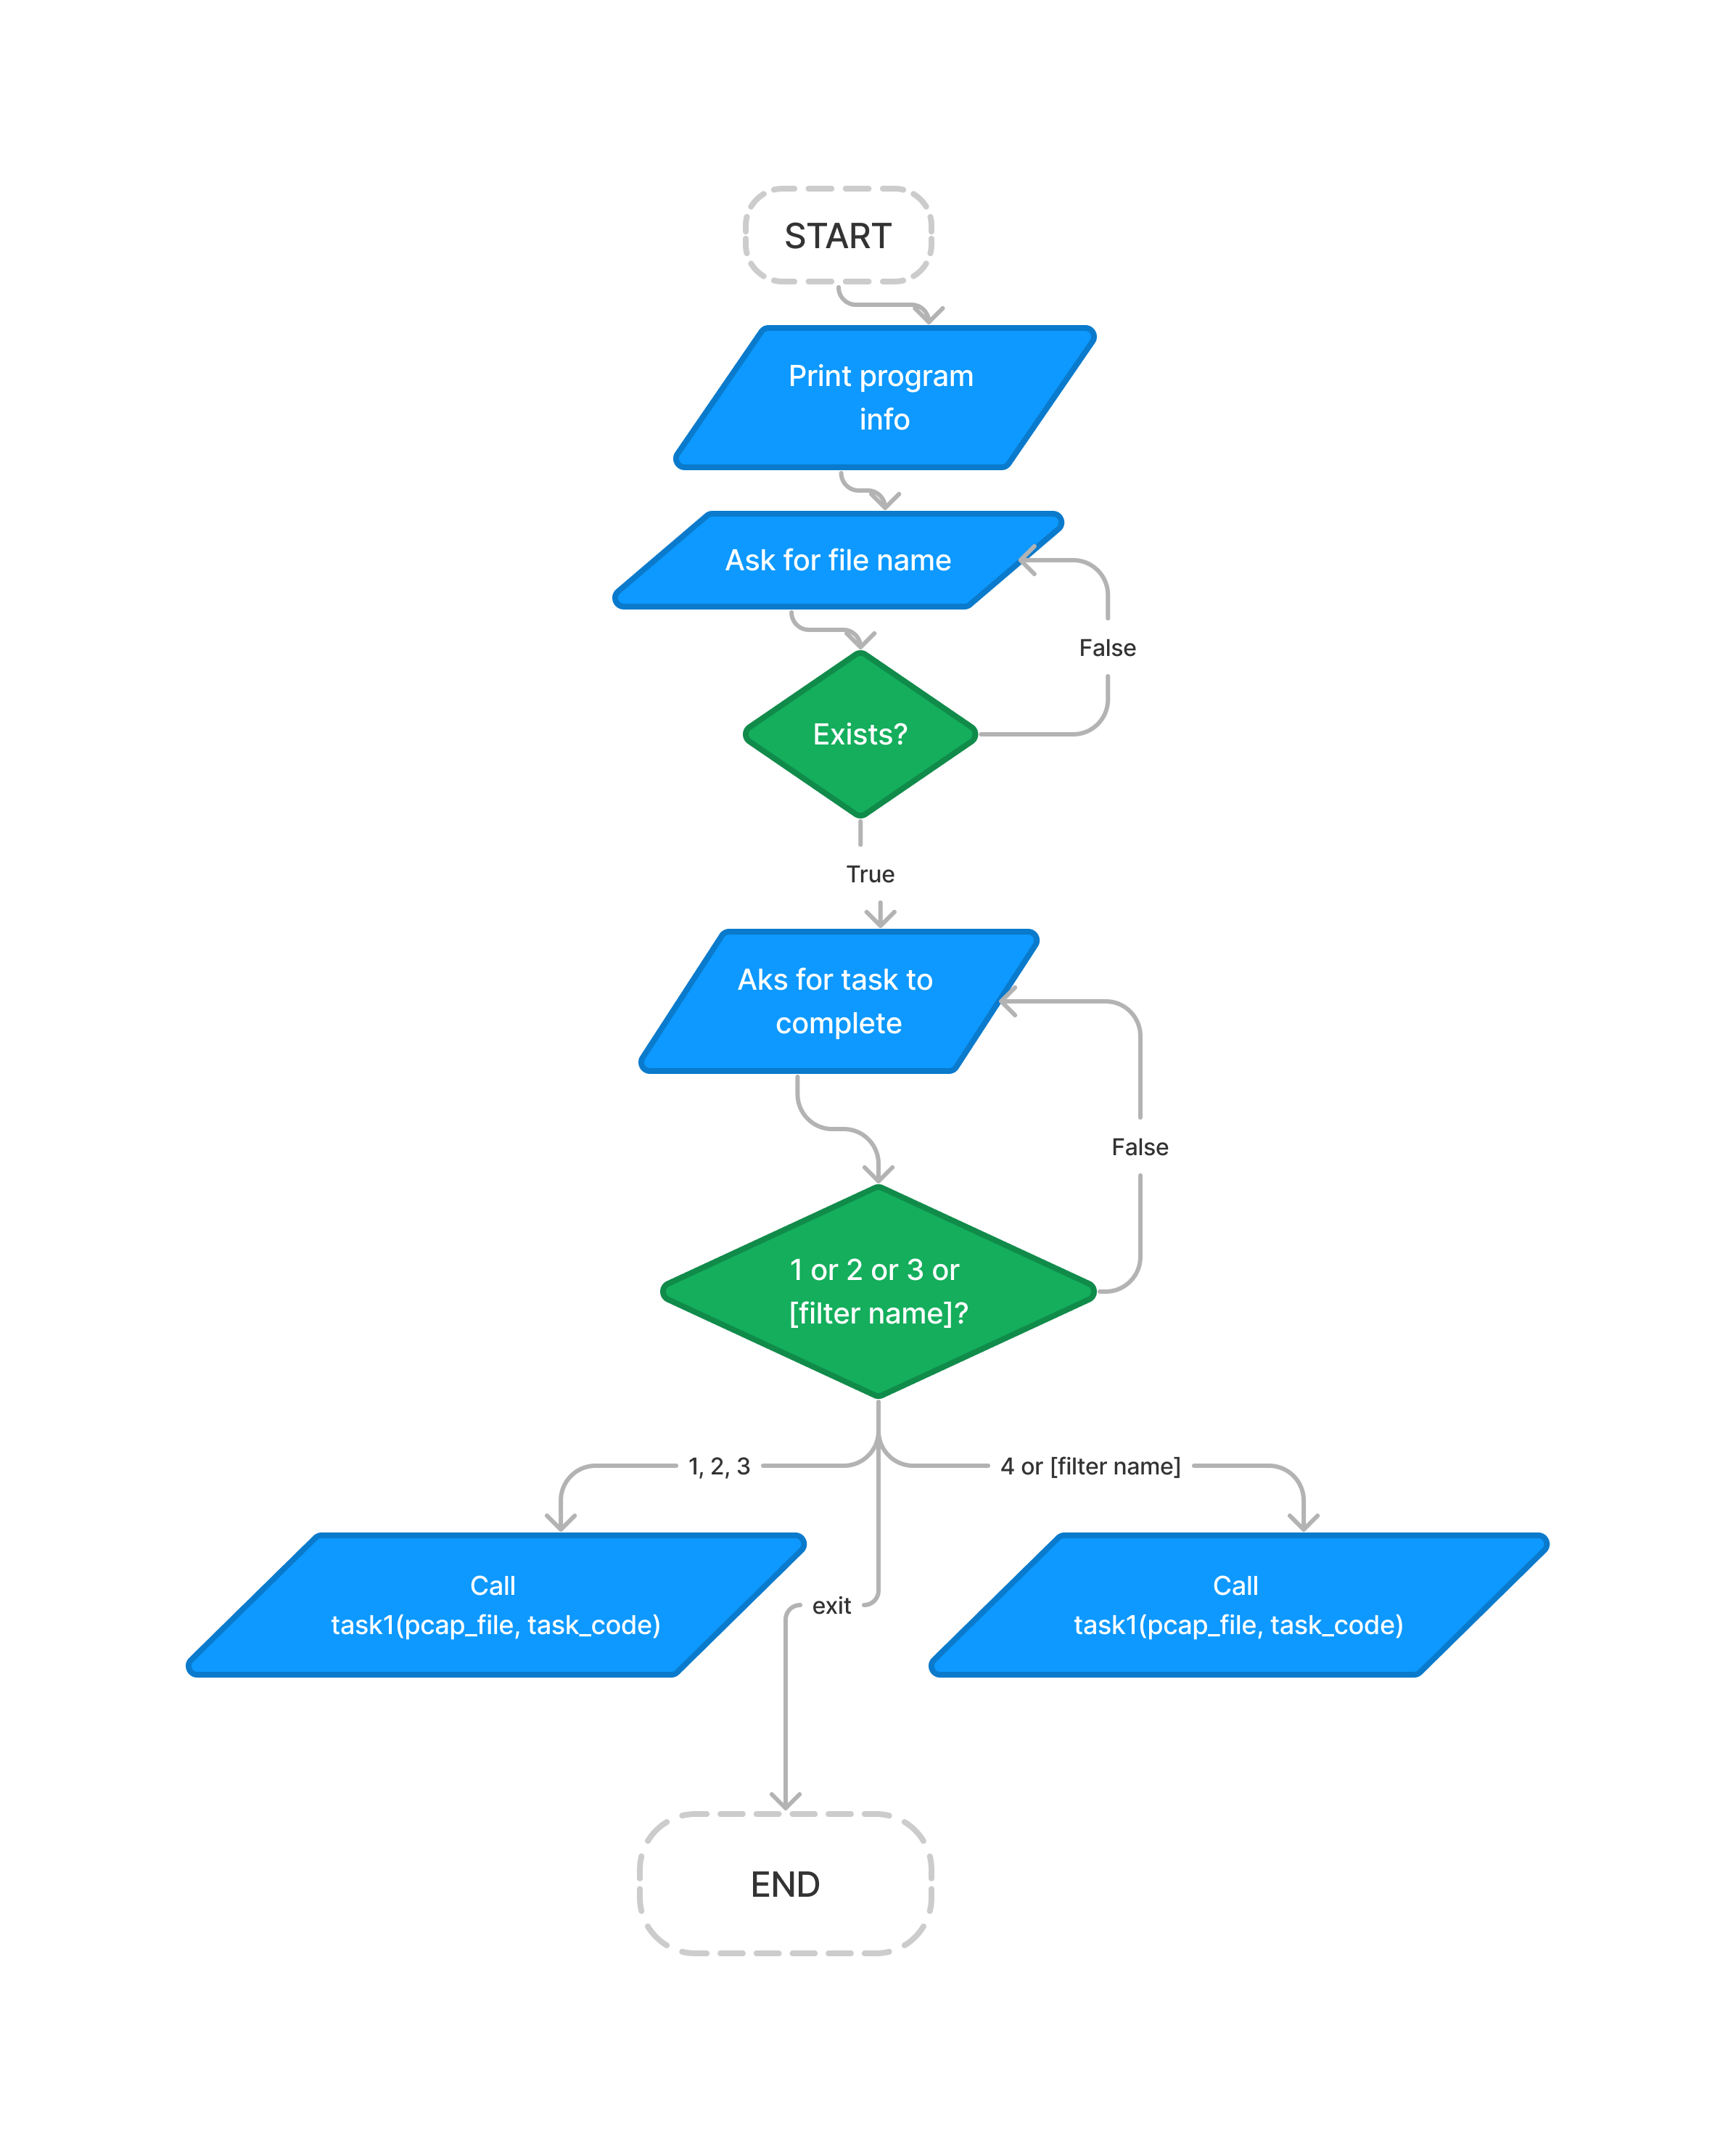 START
Print program
info
Ask for file name
False
Exists?
True
Aks for task to
complete
False
1 or 2 or 3 or
[filter name]?
1, 2, 3
4 or [filter name]
Call
task1(pcap_file, task_code)
exit
Call
task1(pcap_file, task_code)
END